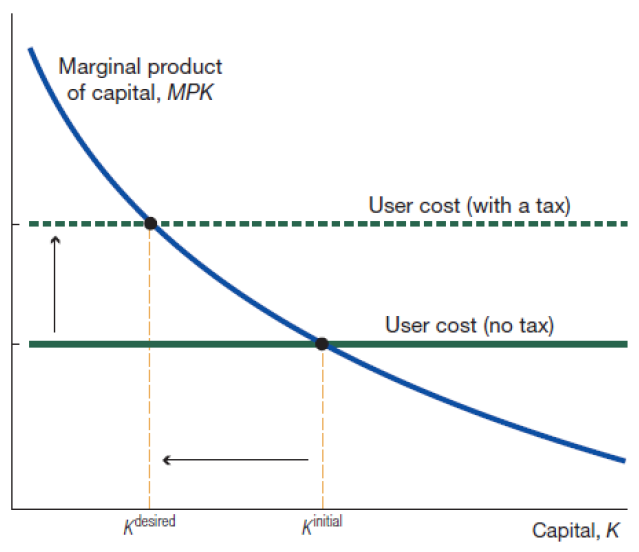 Marginal product
of capital, MPK
User cost (with a tax)
User cost (no tax)
K^desired
K^initial
Capital, K